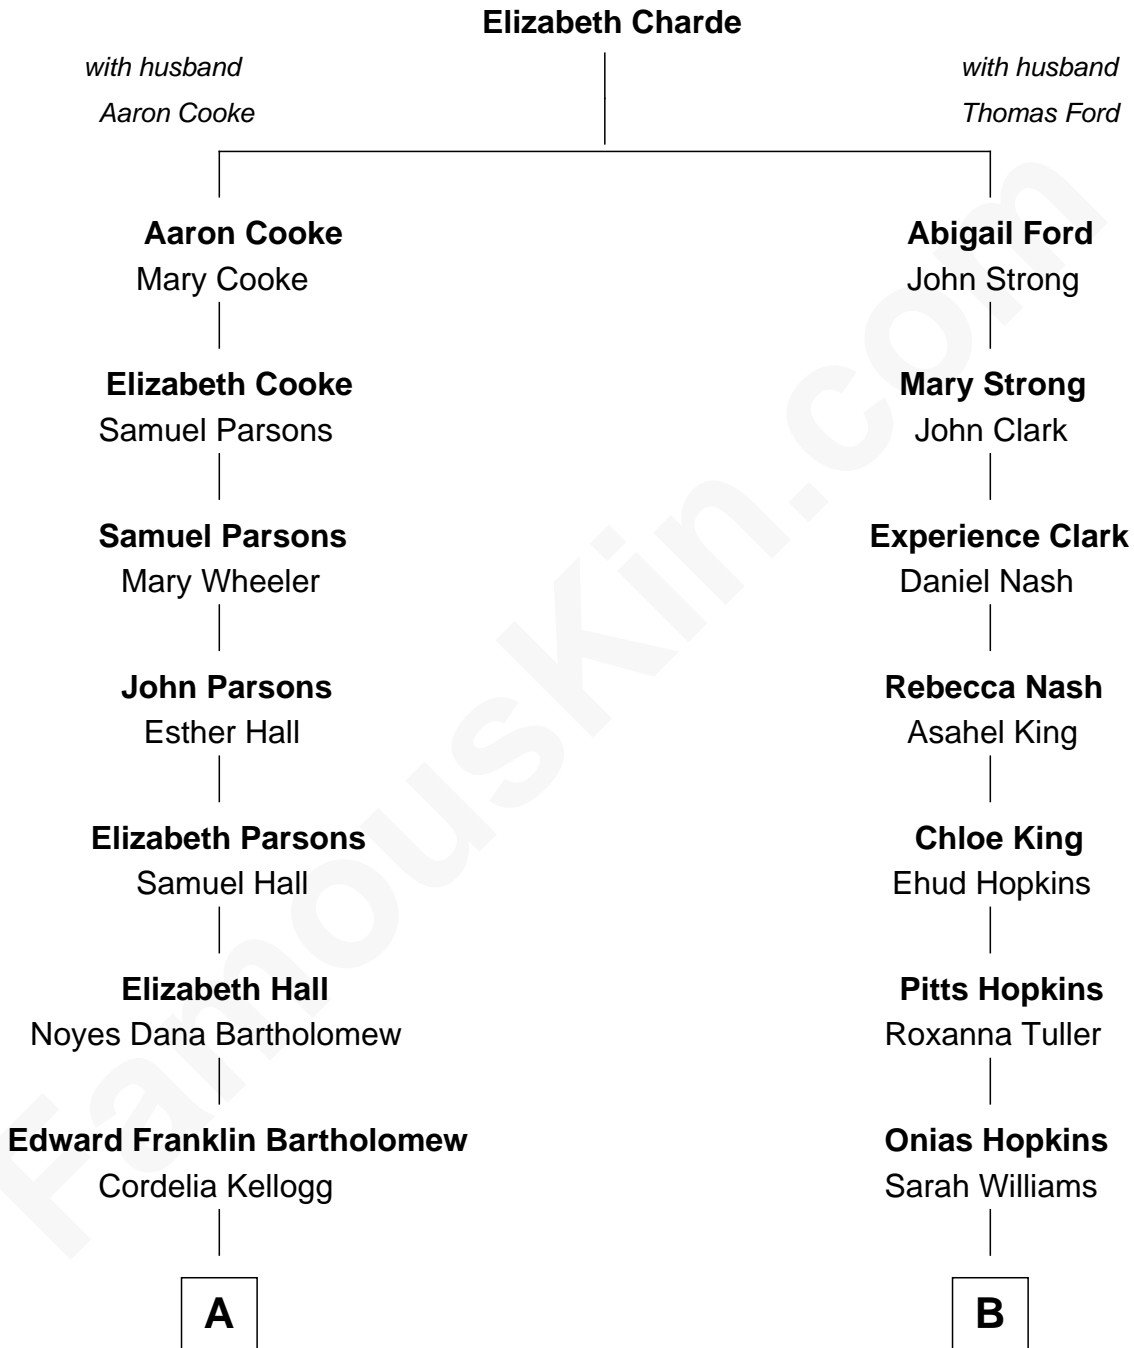 Elizabeth Charde
with husband
Aaron Cooke
with husband
Thomas Ford
Aaron Cooke
Mary Cooke
Abigail Ford
John Strong
Elizabeth Cooke
Samuel Parsons
Mary Strong
John Clark
Samuel Parsons
Mary Wheeler
Experience Clark
Daniel Nash
John Parsons
Esther Hall
Rebecca Nash
Asahel King
Elizabeth Parsons
Samuel Hall
Chloe King
Ehud Hopkins
Elizabeth Hall
Noyes Dana Bartholomew
Pitts Hopkins
Roxanna Tuller
Edward Franklin Bartholomew
Cordelia Kellogg
Onias Hopkins
Sarah Williams
A
B
FamousKin.com